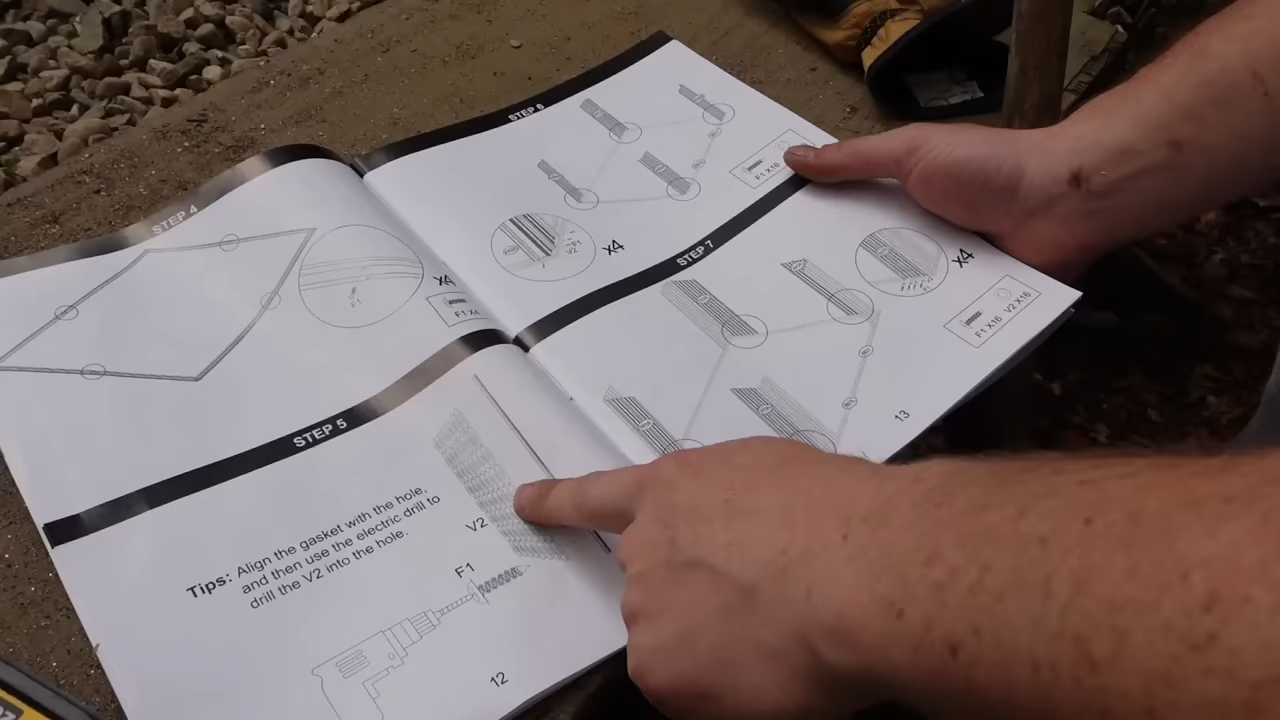 STEP 4
F1
X4
STEP 5
Tips: Align the gasket with the hole,
and then use the electric drill to
drill the V2 into the hole.
V2
F1
12
STEP 6
X4
F1 X16
STEP 7
X4
F1 X16 V2 X16
13